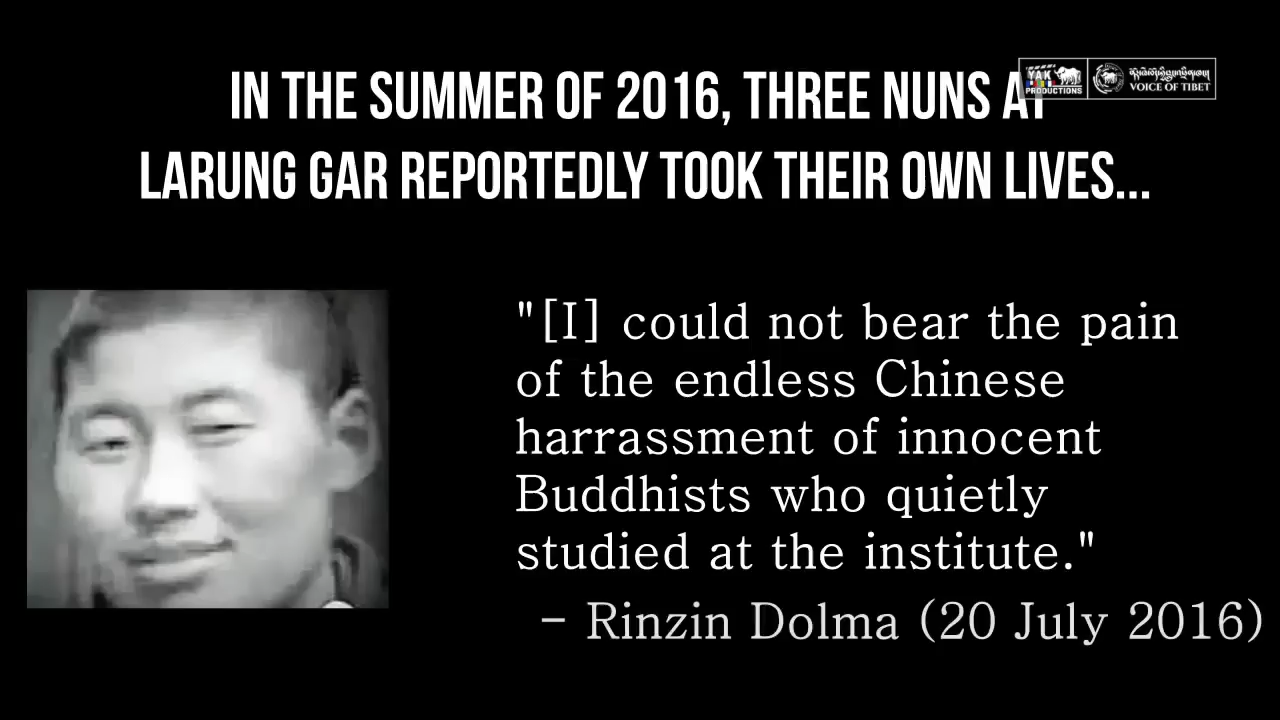 IN THE SUMMER OF 2016, THREE NUNS AT
LARUNG GAR REPORTEDLY TOOK THEIR OWN LIVES...
YAK
PRODUCTIONS
VOICE OF TIBET
"[I] could not bear the pain
of the endless Chinese
harrassment of innocent
Buddhists who quietly
studied at the institute."
- Rinzin Dolma (20 July 2016)